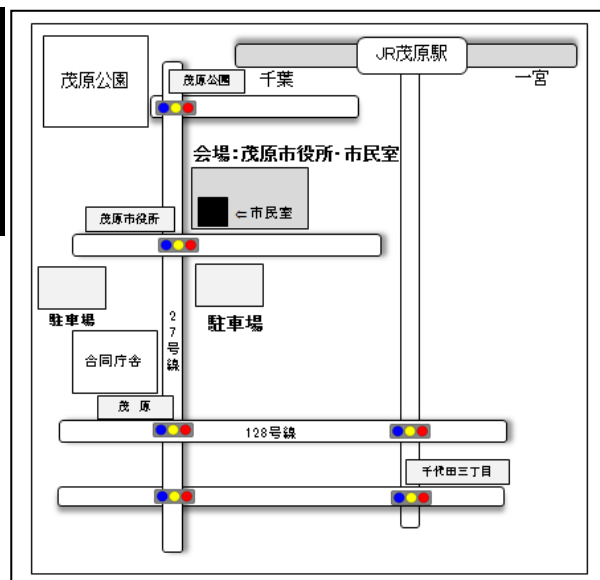 JR茂原駅
茂原公園
茂原公園
千葉
一宮
会場:茂原市役所・市民室
⇐市民室
茂原市役所
駐車場
駐車場
27号線
合同庁舎
茂 原
128号線
千代田三丁目